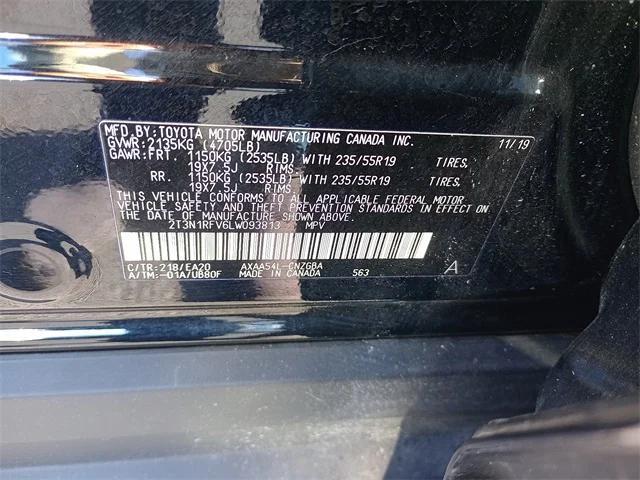 MFD.BY:TOYOTA MOTOR MANUFACTURING CANADA INC. 11/19
GVWR:2135KG (4705LB)
GAWR:FRT. 1150KG (2535LB) WITH 235/55R19 TIRES,
19X7 5J RIMS,
RR. 1150KG (2535LB) WITH 235/55R19 TIRES,
19X7 5J RIMS,
THIS VEHICLE CONFORMS TO ALL APPLICABLE FEDERAL MOTOR
VEHICLE SAFETY AND THEFT PREVENTION STANDARDS IN EFFECT ON
THE DATE OF MANUFACTURE SHOWN ABOVE.
2T3N1RFV6LW093813 MPV
C/TR:218/EA20 AXAA54L-CNZGBA
A/TM:-01A/UB80F MADE IN CANADA 563 A